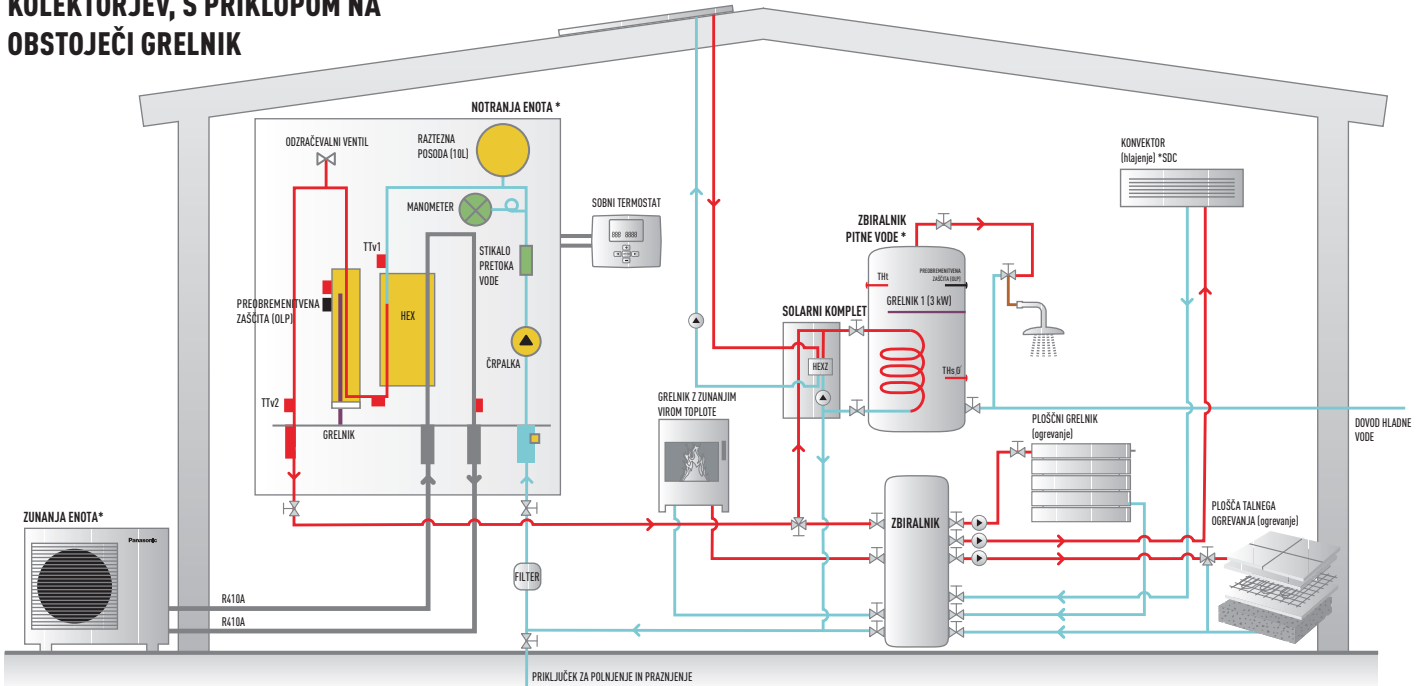 KOLEKTORJEV, S PRIKLOPOM NA
OBSTOJEČI GRELNIK
NOTRANJA ENOTA *
ODZRAČEVALNI VENTIL
RAZTEZNA
POSODA (10L)
MANOMETER
SOBNI TERMOSTAT
888 8888
TTv1
STIKALO
PRETOKA
VODE
PREOBREMENITVENA
ZAŠČITA (OLP)
HEX
ČRPALKA
TTv2
GRELNIK
KONVEKTOR
(hlajenje) *SDC
ZBIRALNIK
PITNE VODE *
THt
PREOBREMENITVENA
ZAŠČITA (OLP)
GRELNIK 1 (3 kW)
SOLARNI KOMPLET
HEXZ
GRELNIK Z ZUNANJIM
VIROM TOPLOTE
PLOŠČNI GRELNIK
(ogrevanje)
DOVOD HLADNE
VODE
ZUNANJA ENOTA*
Panasonic
ZBIRALNIK
PLOŠČA TALNEGA
OGREVANJA (ogrevanje)
FILTER
R410A
R410A
PRIKLJUČEK ZA POLNJENJE IN PRAZNJENJE